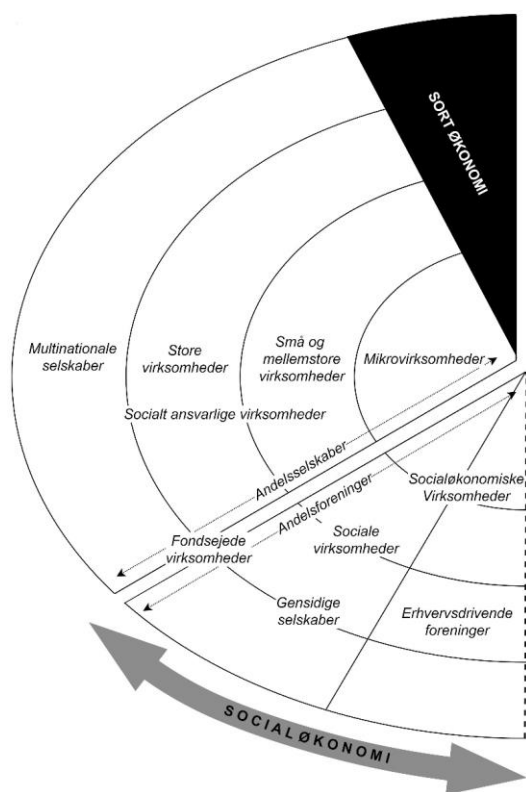 SORT ØKONOMI
Multinationale
selskaber
Store
virksomheder
Små og
mellemstore
virksomheder
Mikrovirksomheder
Socialt ansvarlige virksomheder
Andelsselskaber
Andelsforeninger
Socialøkonomiske
Virksomheder
Fondsejede
virksomheder
Sociale
virksomheder
Gensidige
selskaber
Erhvervsdrivende
foreninger
SOCIALØKONOMI